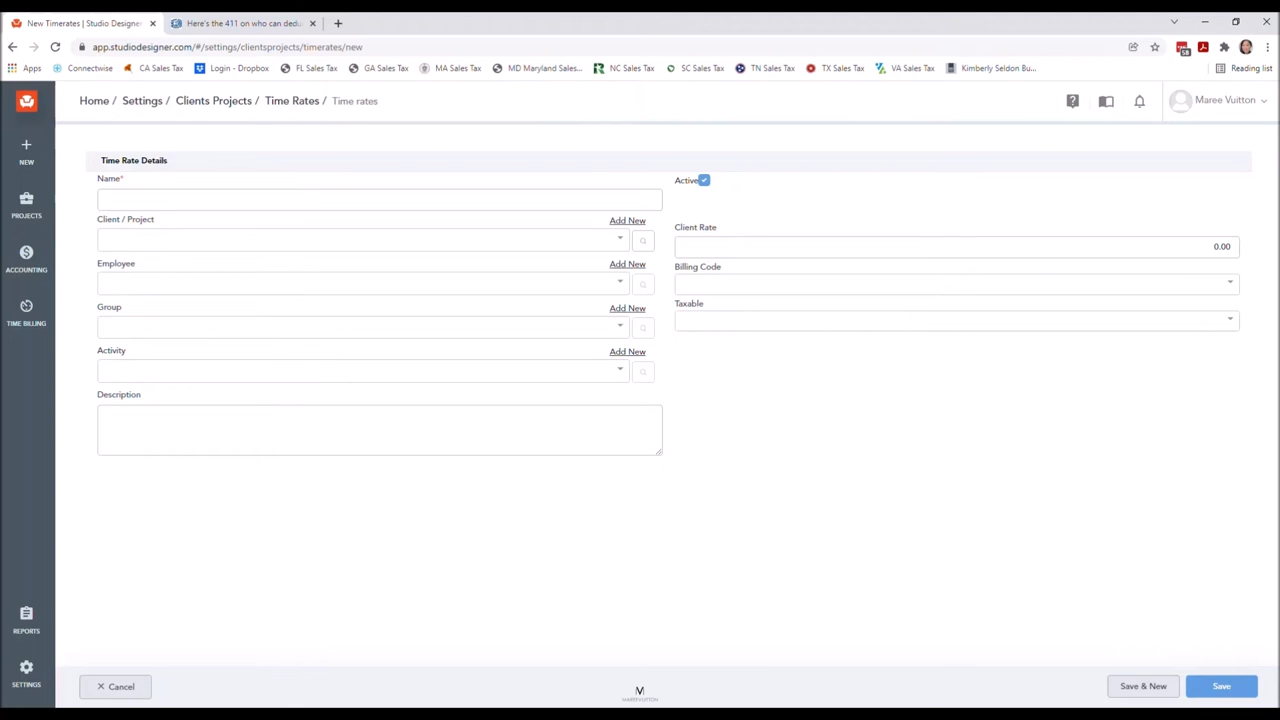 New Timerates | Studio Designer
Here's the 411 on who can dedu
app.studiodesigner.com/#/settings/clientsprojects/timerates/new
Apps
Connectwise
CA Sales Tax
Login - Dropbox
FL Sales Tax
GA Sales Tax
MA Sales Tax
MD Maryland Sales...
NC Sales Tax
SC Sales Tax
TN Sales Tax
TX Sales Tax
VA Sales Tax
Kimberly Seldon Bu...
Reading list
Home / Settings / Clients Projects / Time Rates / Time rates
Maree Vuitton
NEW
PROJECTS
ACCOUNTING
TIME BILLING
REPORTS
SETTINGS
Time Rate Details
Name*
Active
Client / Project
Add New
Client Rate
0.00
Employee
Add New
Billing Code
Group
Add New
Taxable
Activity
Add New
Description
× Cancel
M
MAREE VUITTON
Save & New
Save